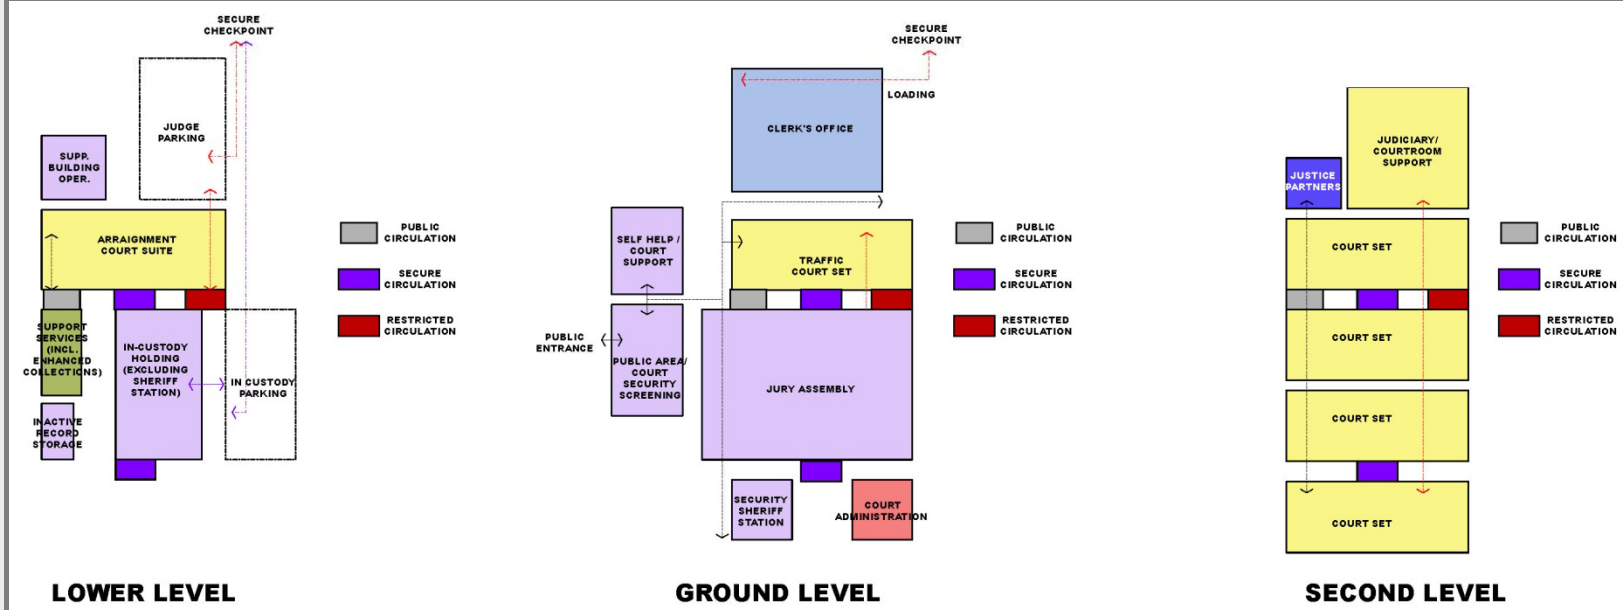 SECURE
CHECKPOINT
JUDGE
PARKING
SUPP.
BUILDING
OPER.
ARRAIGNMENT
COURT SUITE
SUPPORT
SERVICES
(INCL.
ENHANCED
COLLECTIONS)
IN-CUSTODY
HOLDING
(EXCLUDING
SHERIFF
STATION)
IN CUSTODY
PARKING
INACTIVE
RECORD
STORAGE
PUBLIC
CIRCULATION
SECURE
CIRCULATION
RESTRICTED
CIRCULATION
LOWER LEVEL
SECURE
CHECKPOINT
LOADING
CLERK'S OFFICE
SELF HELP /
COURT
SUPPORT
TRAFFIC
COURT SET
PUBLIC
ENTRANCE
PUBLIC AREA/
COURT
SECURITY
SCREENING
JURY ASSEMBLY
SECURITY
SHERIFF
STATION
COURT
ADMINISTRATION
PUBLIC
CIRCULATION
SECURE
CIRCULATION
RESTRICTED
CIRCULATION
GROUND LEVEL
JUDICIARY/
COURTROOM
SUPPORT
JUSTICE
PARTNERS
COURT SET
COURT SET
COURT SET
COURT SET
PUBLIC
CIRCULATION
SECURE
CIRCULATION
RESTRICTED
CIRCULATION
SECOND LEVEL